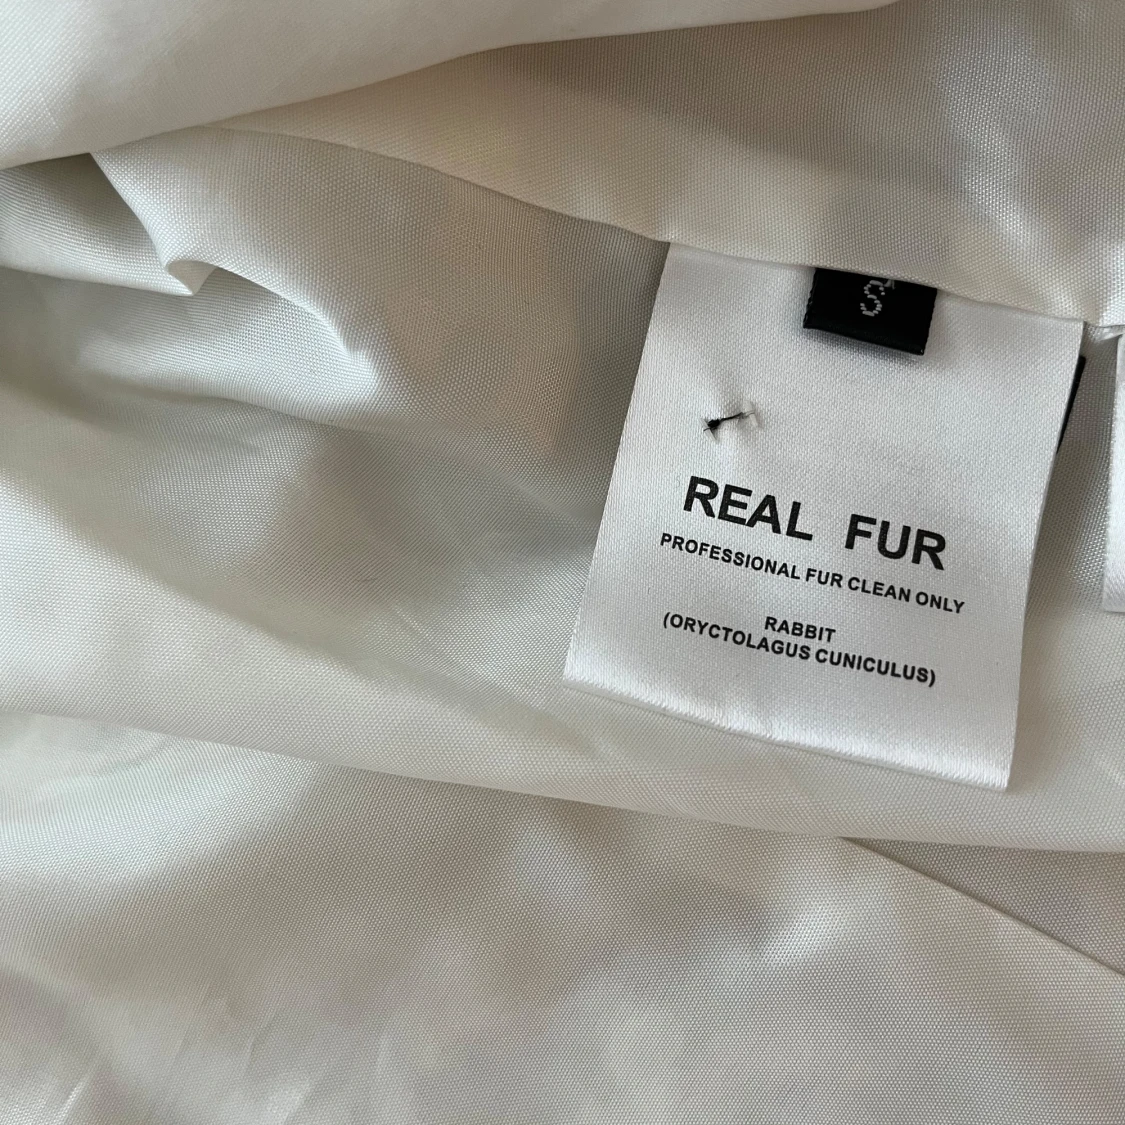 S
REAL FUR
PROFESSIONAL FUR CLEAN ONLY
RABBIT
(ORYCTOLAGUS CUNICULUS)